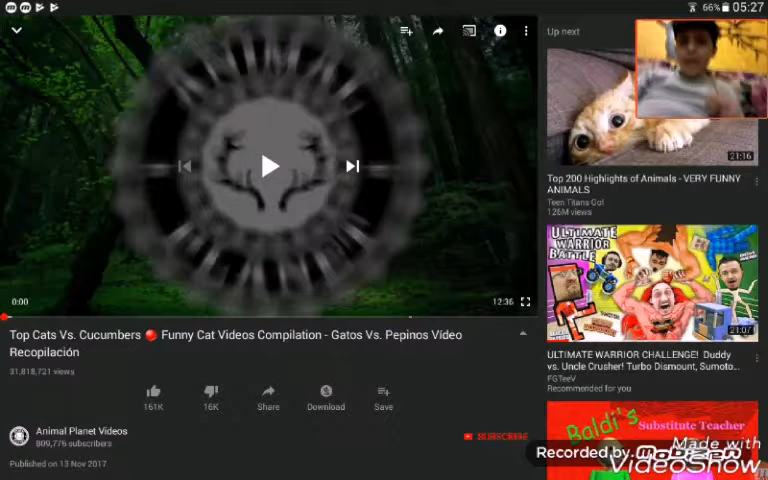 66% 05:27
Up next
0:00
12:36
Top Cats Vs. Cucumbers 🔴 Funny Cat Videos Compilation - Gatos Vs. Pepinos Vídeo
Recopilación
31,818,721 views
161K
16K
Share
Download
Save
Animal Planet Videos
809,776 subscribers
SUBSCRIBE
Published on 13 Nov 2017
21:16
Top 200 Highlights of Animals - VERY FUNNY
ANIMALS
Teen Titans Go!
126M views
ULTIMATE
WARRIOR
BATTLE
21:07
ULTIMATE WARRIOR CHALLENGE! Duddy
vs. Uncle Crusher! Turbo Dismount, Sumoto...
FGTeeV
Recommended for you
Baldi's
Substitute Teacher
Recorded by
Made with
VideoShow